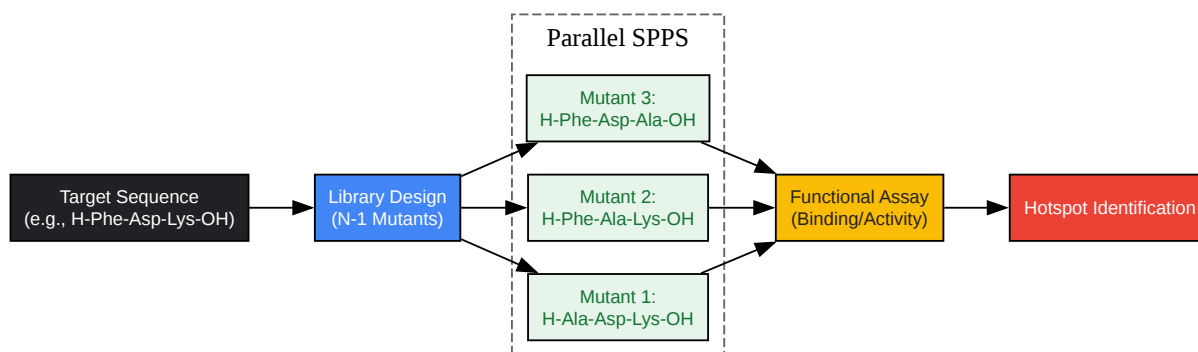 Parallel SPPS
Mutant 3:
H-Phe-Asp-Ala-OH
Target Sequence
(e.g., H-Phe-Asp-Lys-OH)
Library Design
(N-1 Mutants)
Mutant 2:
H-Phe-Ala-Lys-OH
Functional Assay
(Binding/Activity)
Hotspot Identification
Mutant 1:
H-Ala-Asp-Lys-OH